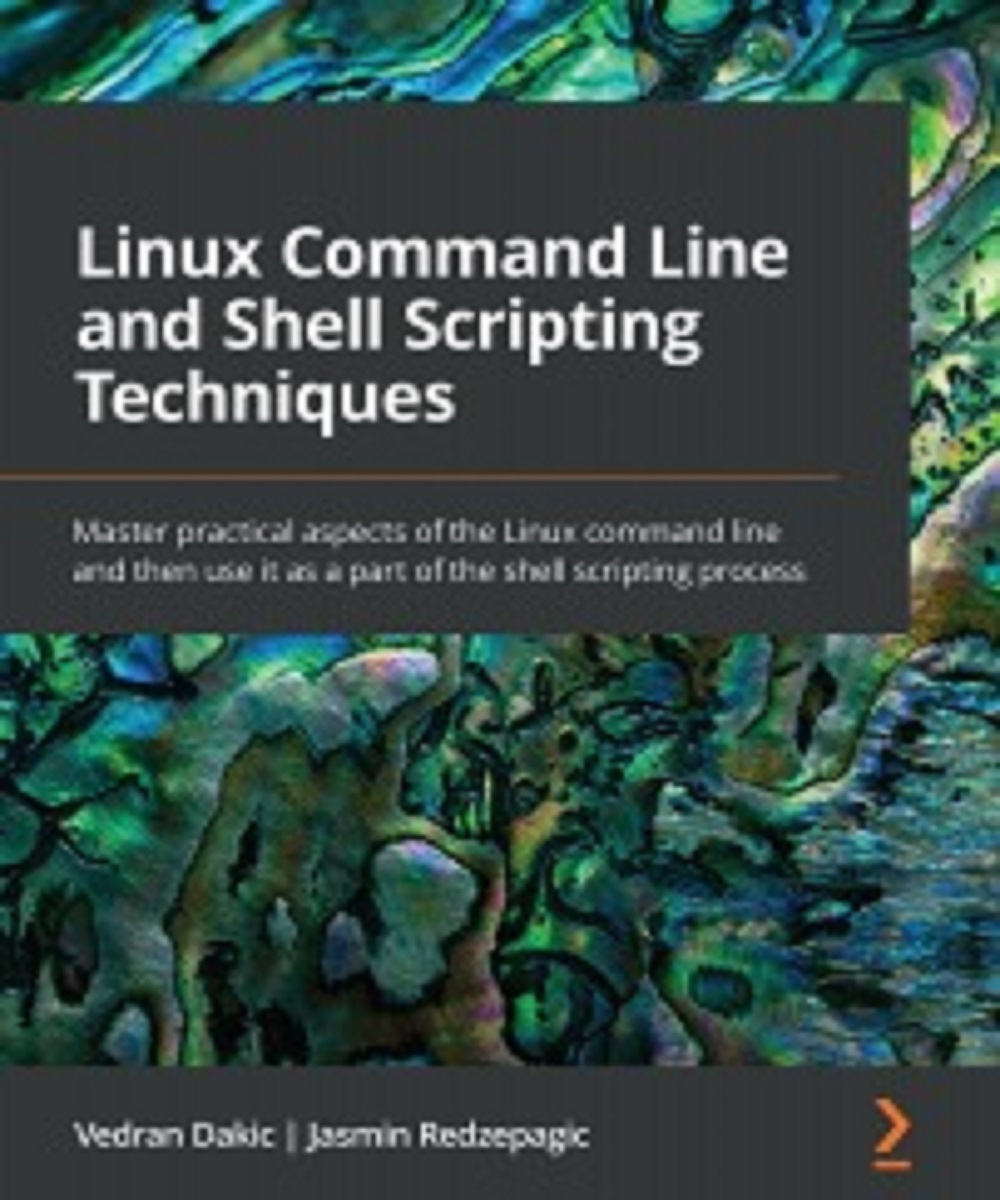 Linux Command Line
and Shell Scripting
Techniques
Master practical aspects of the Linux command line
and then use it as a part of the shell scripting process
Vedran Dakic | Jasmin Redzepagic